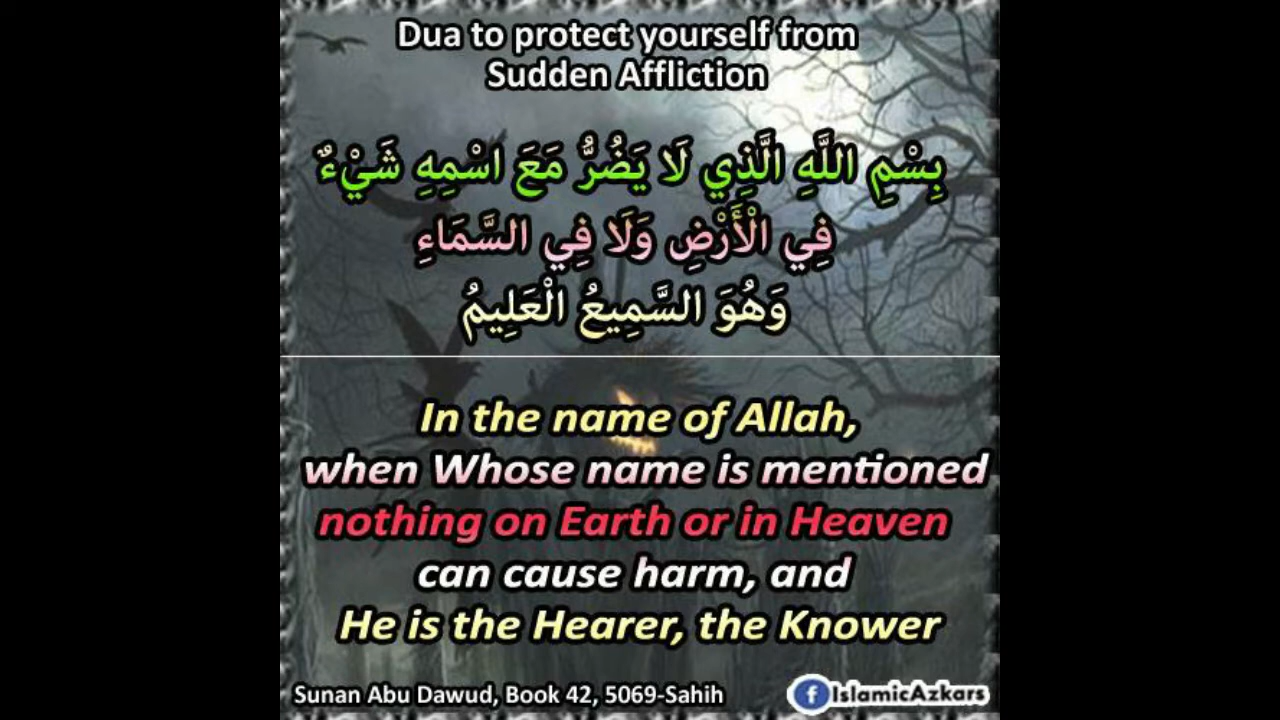 Dua to protect yourself from
Sudden Affliction
بِسْمِ اللَّهِ الَّذِي لَا يَضُرُّ مَعَ اسْمِهِ شَيْءٌ
فِي الْأَرْضِ وَلَا فِي السَّمَاءِ
وَهُوَ السَّمِيعُ الْعَلِيمُ
In the name of Allah,
when Whose name is mentioned
nothing on Earth or in Heaven
can cause harm, and
He is the Hearer, the Knower
Sunan Abu Dawud, Book 42, 5069-Sahih
f IslamicAzkars